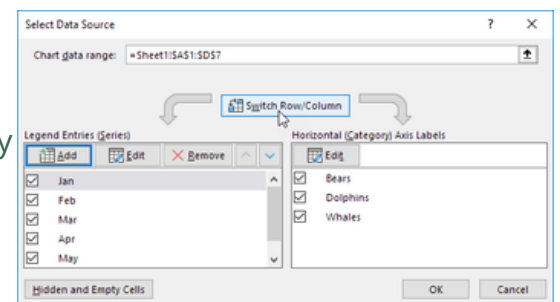 Select Data Source ? ×
Chart data range: =Sheet1!$A$1:$D$7
Switch Row/Column
y
Legend Entries (Series)
Add Edit Remove
Jan
Feb
Mar
Apr
May
Horizontal (Category) Axis Labels
Edit
Bears
Dolphins
Whales
Hidden and Empty Cells
OK Cancel